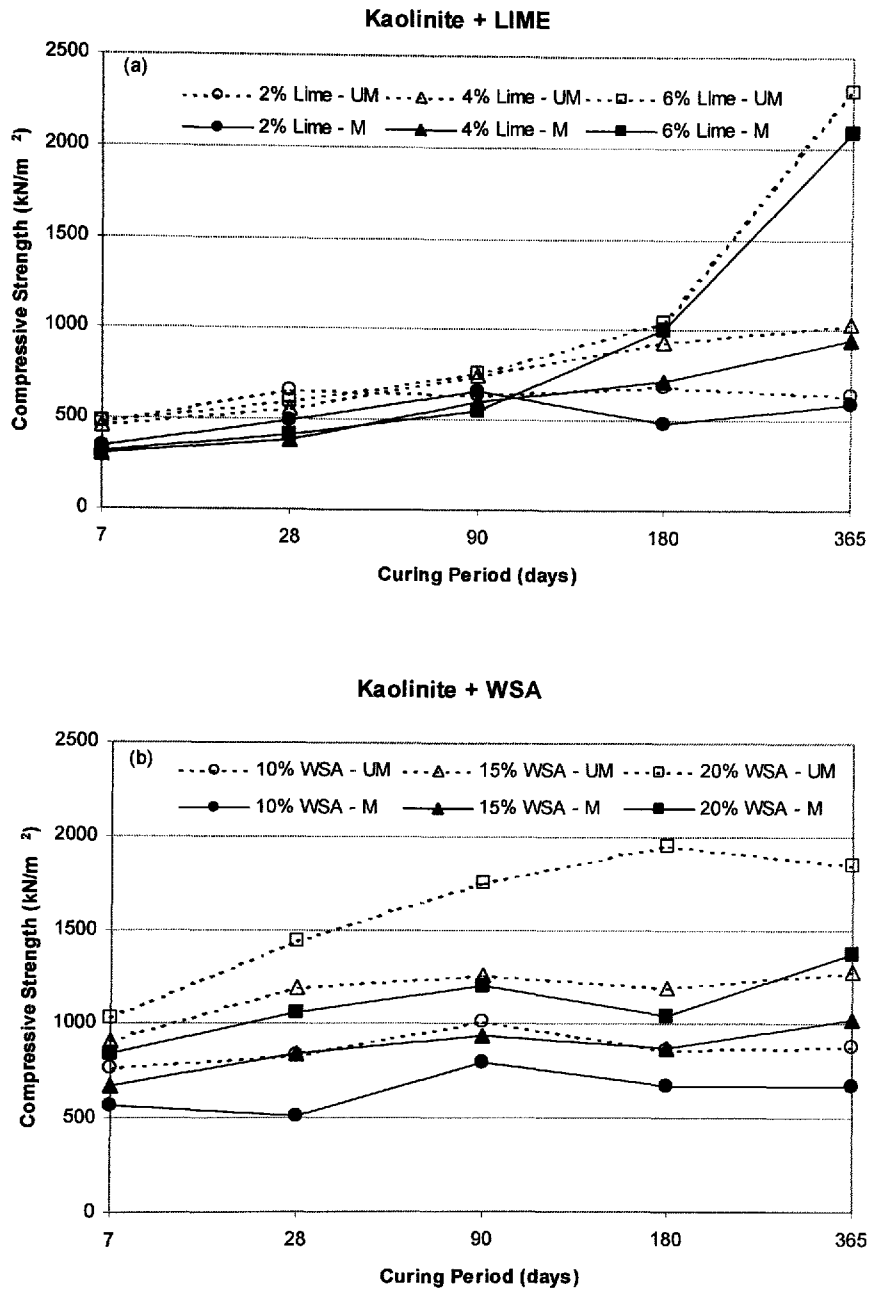 Kaolinite + LIME
2500
(a)
2% Lime - UM 4% Lime - UM 6% Lime - UM
2% Lime - M 4% Lime - M 6% Lime - M
2000
1500
1000
500
0
Compressive Strength (kN/m ²)
7 28 90 180 365
Curing Period (days)
Kaolinite + WSA
2500
(b)
10% WSA - UM 15% WSA - UM 20% WSA - UM
10% WSA - M 15% WSA - M 20% WSA - M
2000
1500
1000
500
0
Compressive Strength (kN/m ²)
7 28 90 180 365
Curing Period (days)